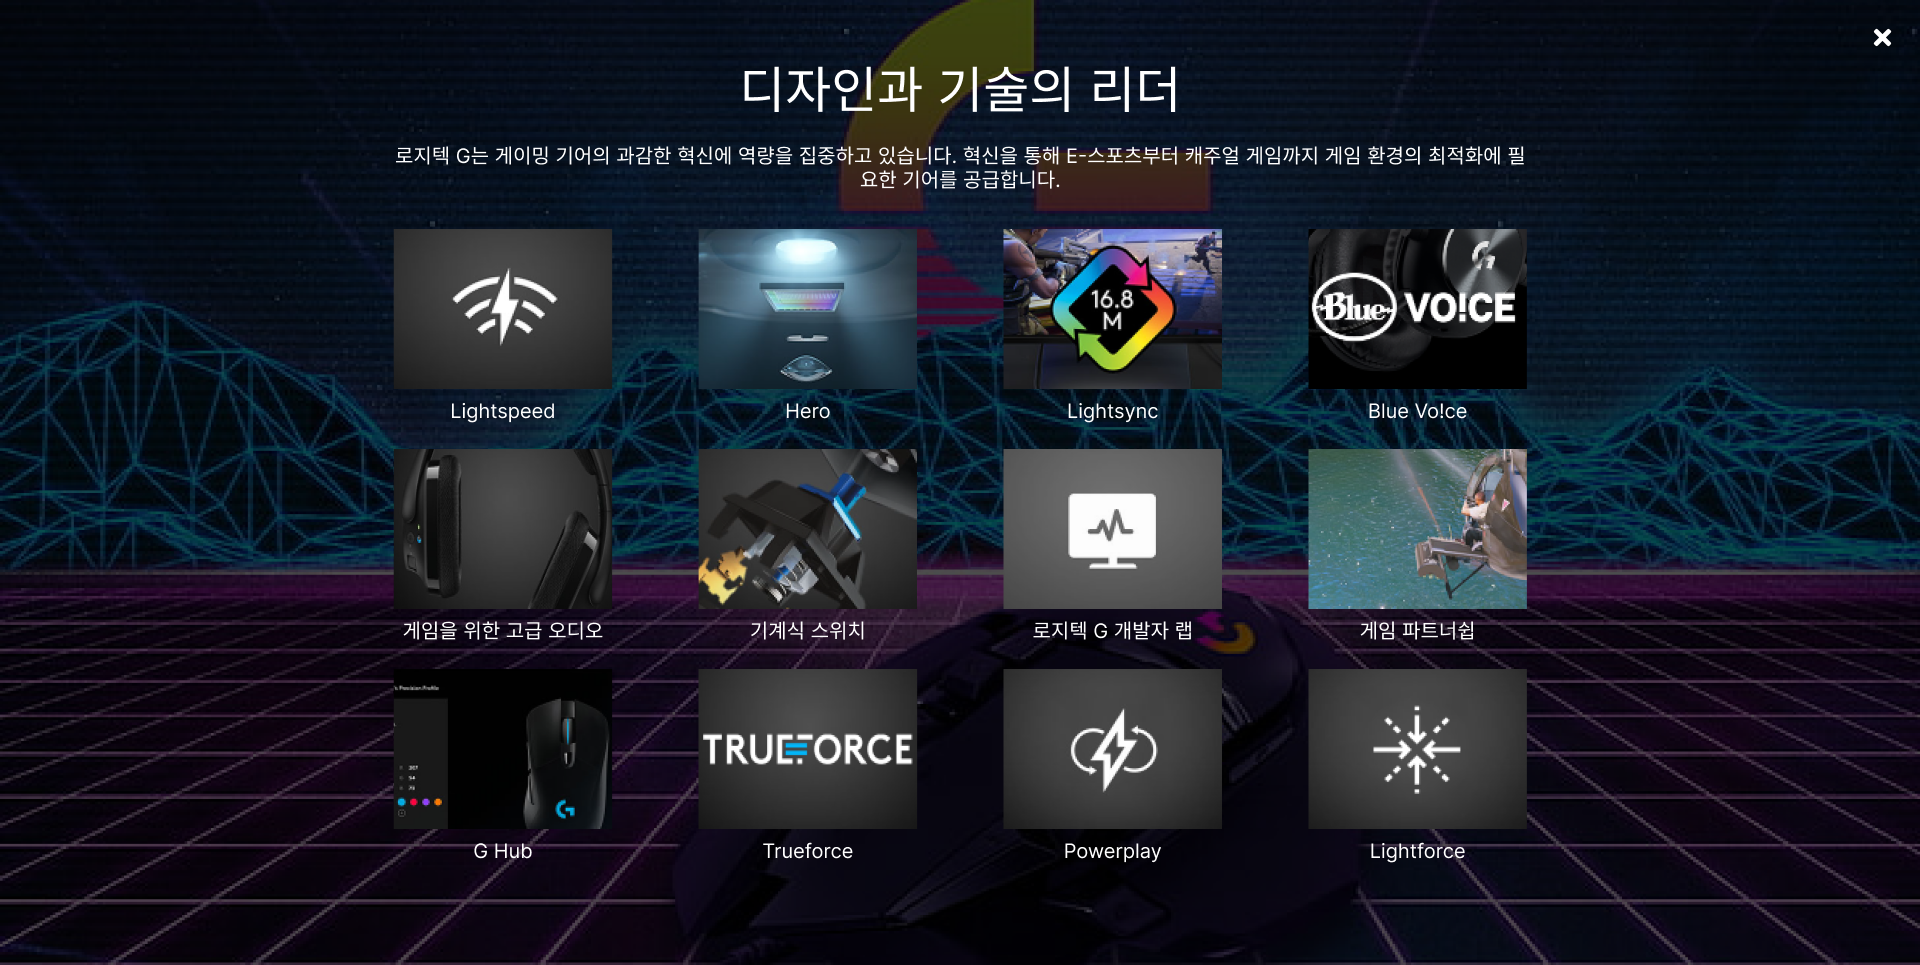 디자인과 기술의 리더
로지텍 G는 게이밍 기어의 과감한 혁신에 역량을 집중하고 있습니다. 혁신을 통해 E-스포츠부터 캐주얼 게임까지 게임 환경의 최적화에 필
요한 기어를 공급합니다.
16.8
M
Blue VO!CE
Lightspeed
Hero
Lightsync
Blue Vo!ce
게임을 위한 고급 오디오
기계식 스위치
로지텍 G 개발자 랩
게임 파트너쉽
Precision Profile
TRUEFORCE
G Hub
Trueforce
Powerplay
Lightforce